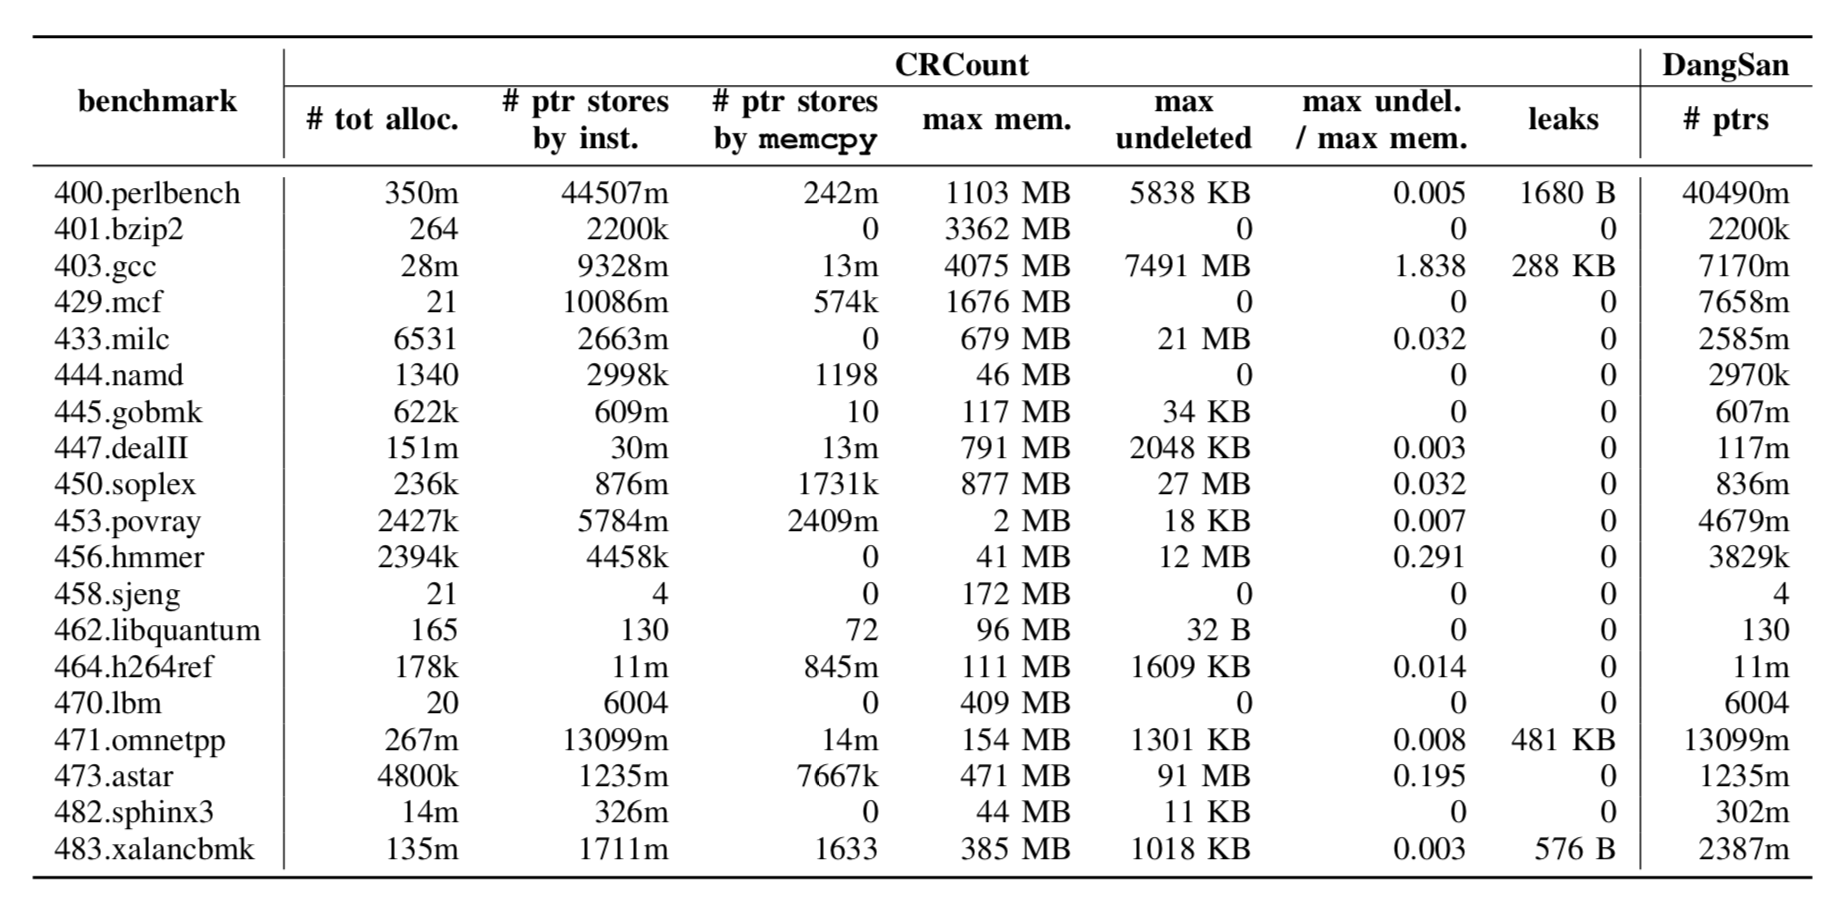 CRCount DangSan
benchmark # tot alloc. # ptr stores by inst. # ptr stores by memcpy max mem. max undeleted max undel. / max mem. leaks # ptrs
400.perlbench 350m 44507m 242m 1103 MB 5838 KB 0.005 1680 B 40490m
401.bzip2 264 2200k 0 3362 MB 0 0 0 2200k
403.gcc 28m 9328m 13m 4075 MB 7491 MB 1.838 288 KB 7170m
429.mcf 21 10086m 574k 1676 MB 0 0 0 7658m
433.milc 6531 2663m 0 679 MB 21 MB 0.032 0 2585m
444.namd 1340 2998k 1198 46 MB 0 0 0 2970k
445.gobmk 622k 609m 10 117 MB 34 KB 0 0 607m
447.dealII 151m 30m 13m 791 MB 2048 KB 0.003 0 117m
450.soplex 236k 876m 1731k 877 MB 27 MB 0.032 0 836m
453.povray 2427k 5784m 2409m 2 MB 18 KB 0.007 0 4679m
456.hmmer 2394k 4458k 0 41 MB 12 MB 0.291 0 3829k
458.sjeng 21 4 0 172 MB 0 0 0 4
462.libquantum 165 130 72 96 MB 32 B 0 0 130
464.h264ref 178k 11m 845m 111 MB 1609 KB 0.014 0 11m
470.lbm 20 6004 0 409 MB 0 0 0 6004
471.omnetpp 267m 13099m 14m 154 MB 1301 KB 0.008 481 KB 13099m
473.astar 4800k 1235m 7667k 471 MB 91 MB 0.195 0 1235m
482.sphinx3 14m 326m 0 44 MB 11 KB 0 0 302m
483.xalancbmk 135m 1711m 1633 385 MB 1018 KB 0.003 576 B 2387m